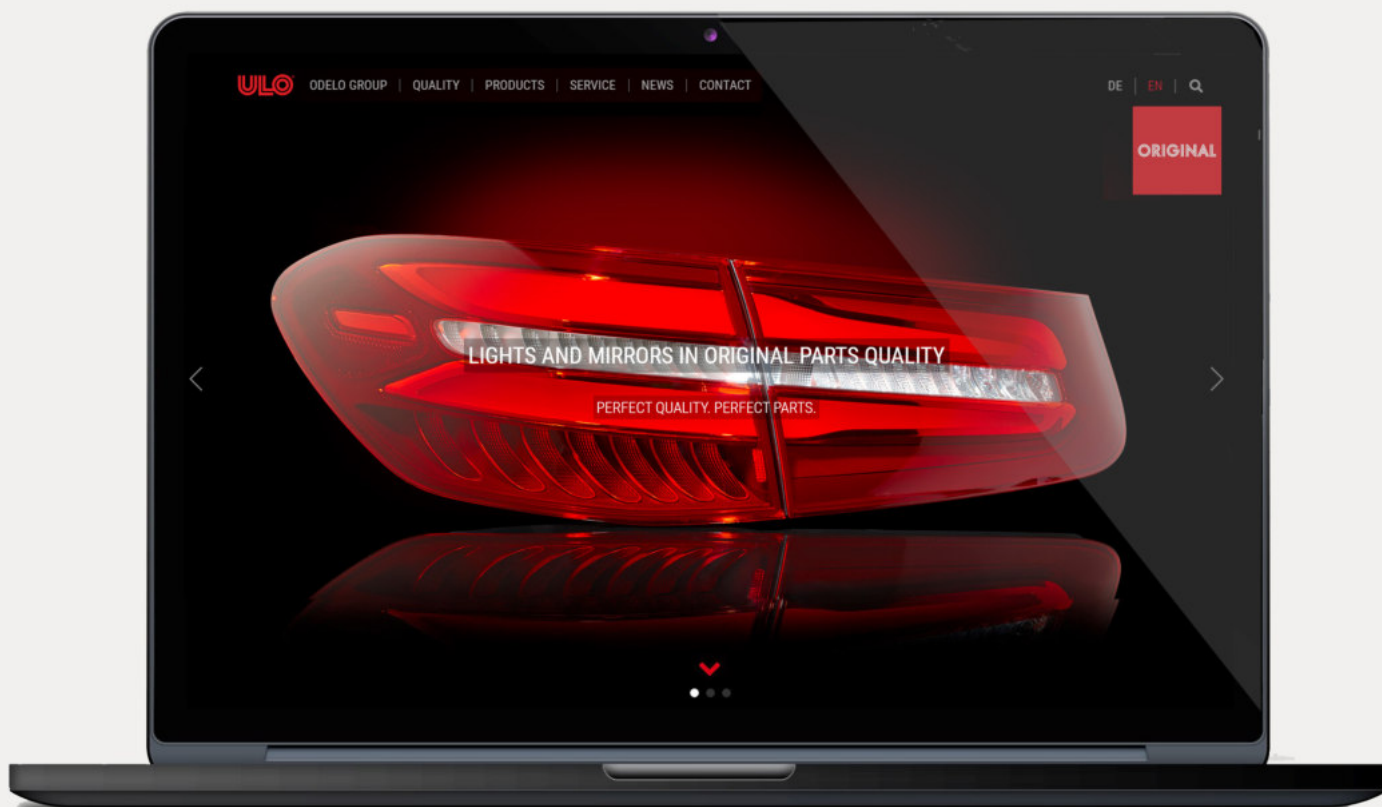 ULO ODELO GROUP | QUALITY | PRODUCTS | SERVICE | NEWS | CONTACT
DE | EN |
ORIGINAL
LIGHTS AND MIRRORS IN ORIGINAL PARTS QUALITY
PERFECT QUALITY. PERFECT PARTS.